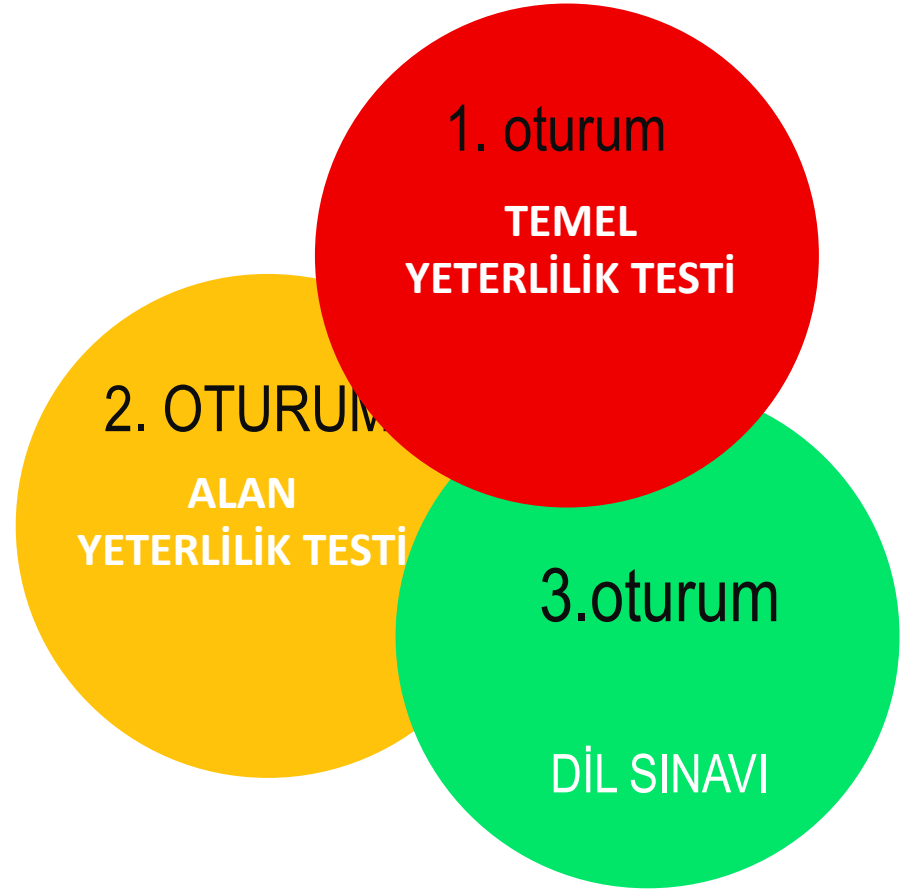 1. oturum
TEMEL
YETERLİLİK TESTİ
2. OTURUM
ALAN
YETERLİLİK TESTİ
3.oturum
DİL SINAVI